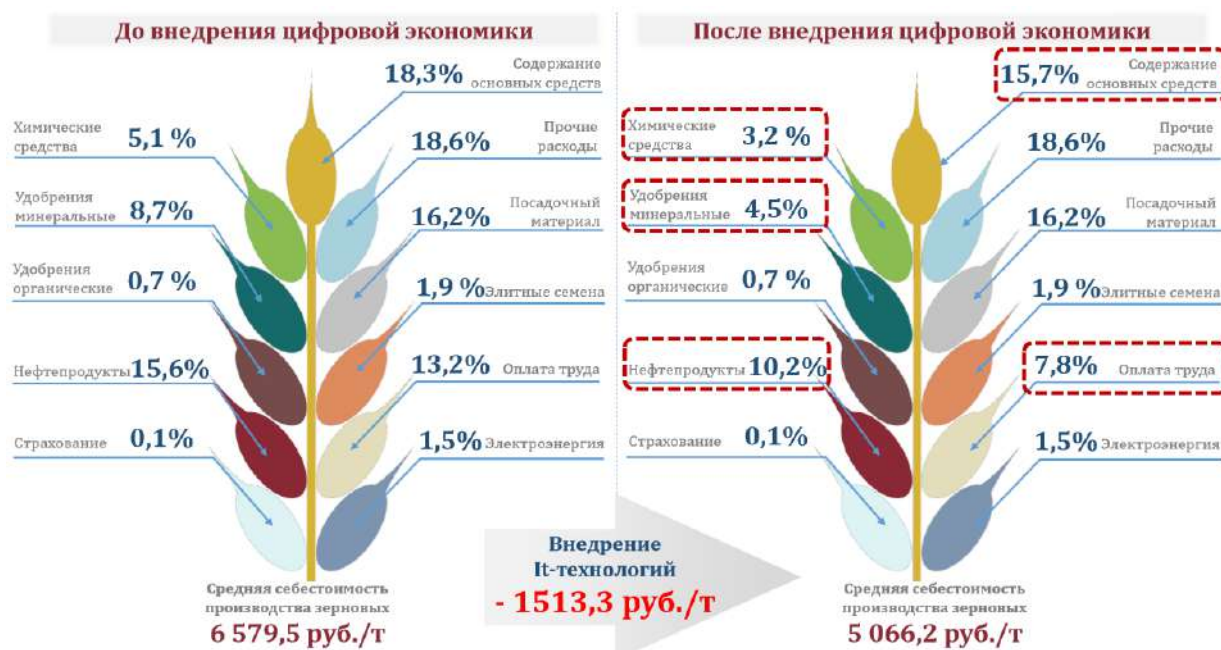 До внедрения цифровой экономики
18,3%
Содержание
основных средств
Химические
средства
5,1 %
18,6%
Прочие
расходы
Удобрения
минеральные
8,7%
16,2%
Посадочный
материал
Удобрения
органические
0,7 %
1,9 %
Элитные семена
Нефтепродукты
15,6%
13,2%
Оплата труда
Страхование
0,1%
1,5%
Электроэнергия
Средняя себестоимость
производства зерновых
6 579,5 руб./т
Внедрение
It-технологий
- 1513,3 руб./т
После внедрения цифровой экономики
15,7%
Содержание
основных средств
Химические
средства
3,2 %
18,6%
Прочие
расходы
Удобрения
минеральные
4,5%
16,2%
Посадочный
материал
Удобрения
органические
0,7 %
1,9 %
Элитные семена
Нефтепродукты
10,2%
7,8%
Оплата труда
Страхование
0,1%
1,5%
Электроэнергия
Средняя себестоимость
производства зерновых
5 066,2 руб./т